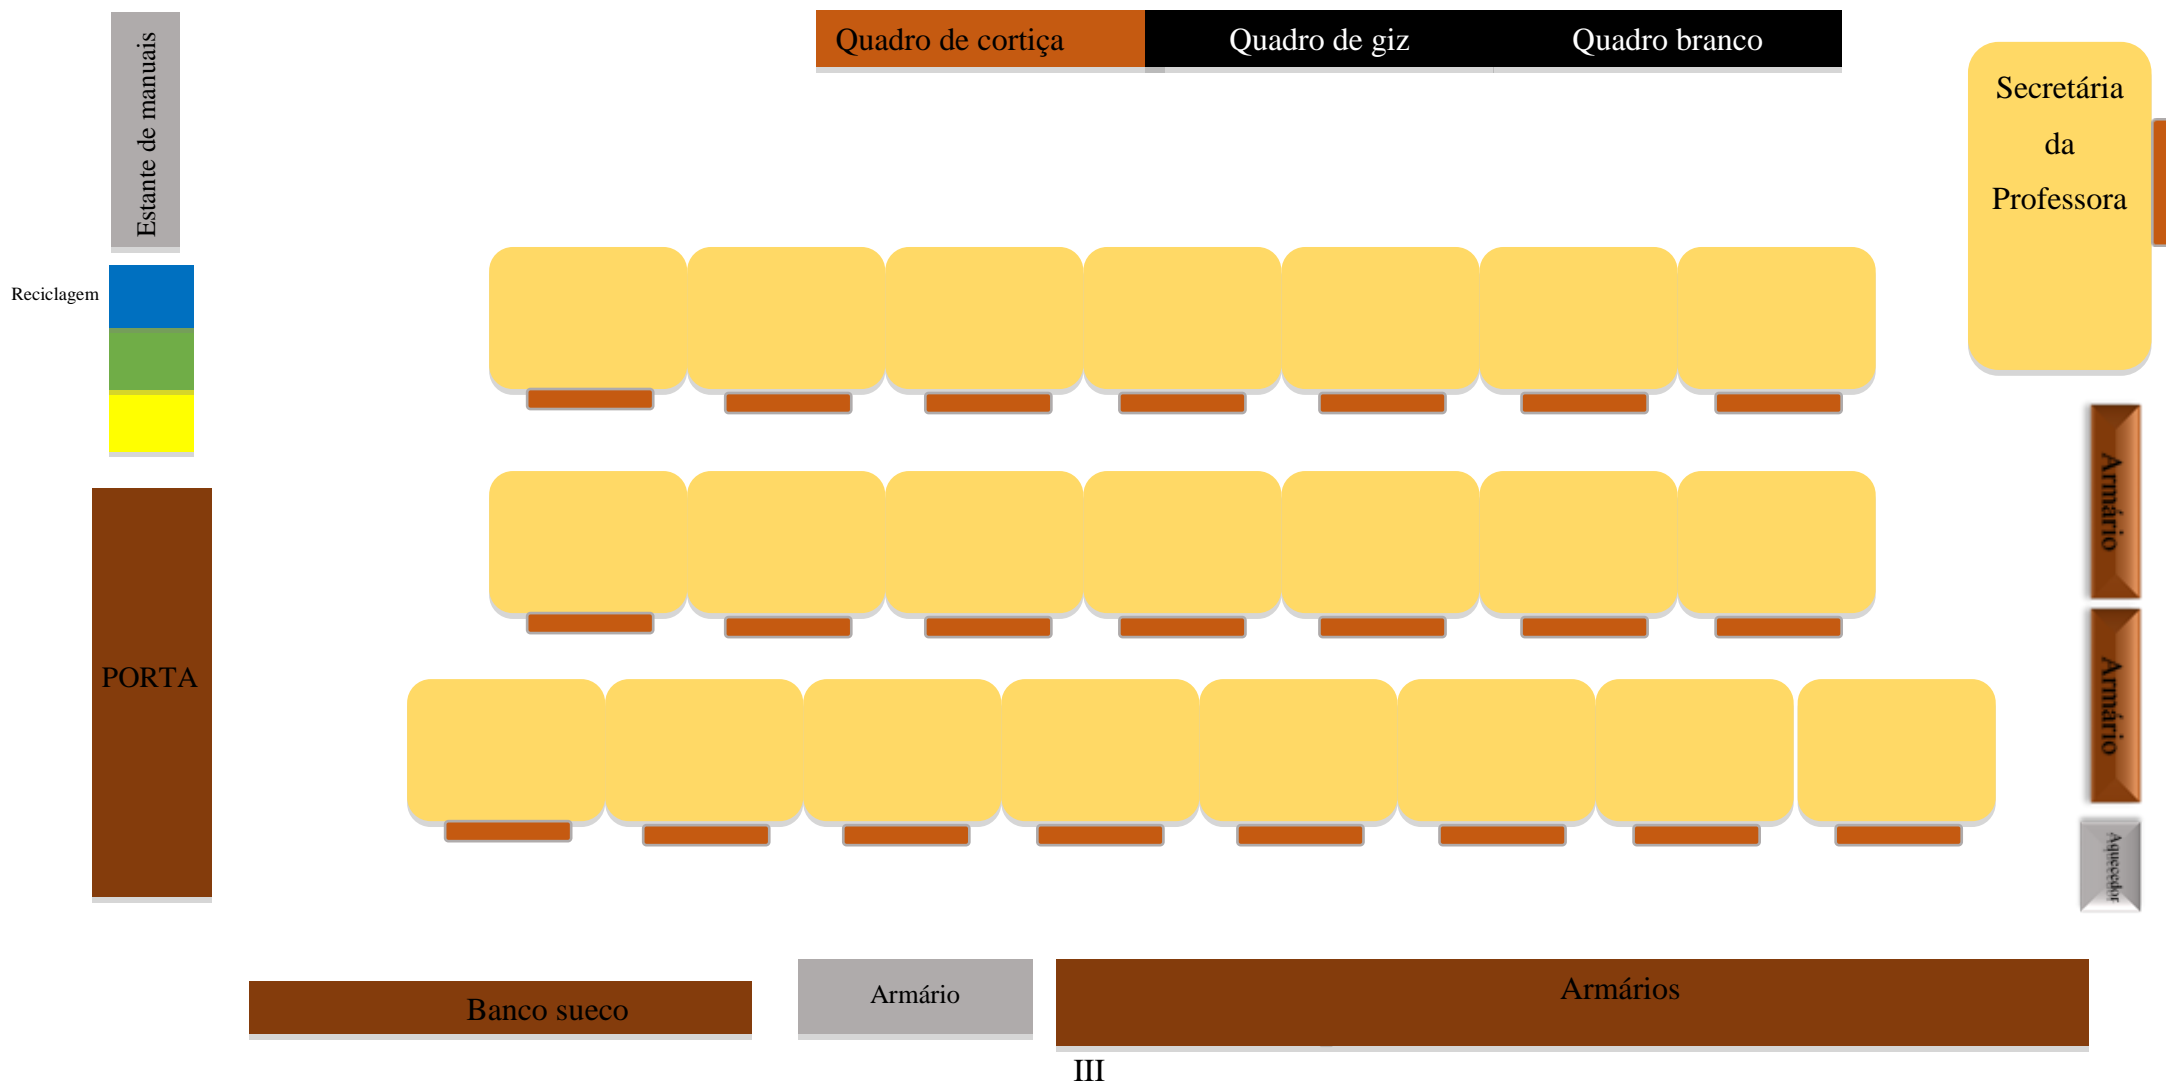 Quadro de cortiça
Quadro de giz
Quadro branco
Estante de manuais
Secretária
da
Professora
Reciclagem
Armário
PORTA
Armário
Aquecedor
Banco sueco
Armário
Armários
III